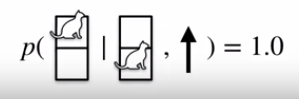 p( | , ↑ ) = 1.0